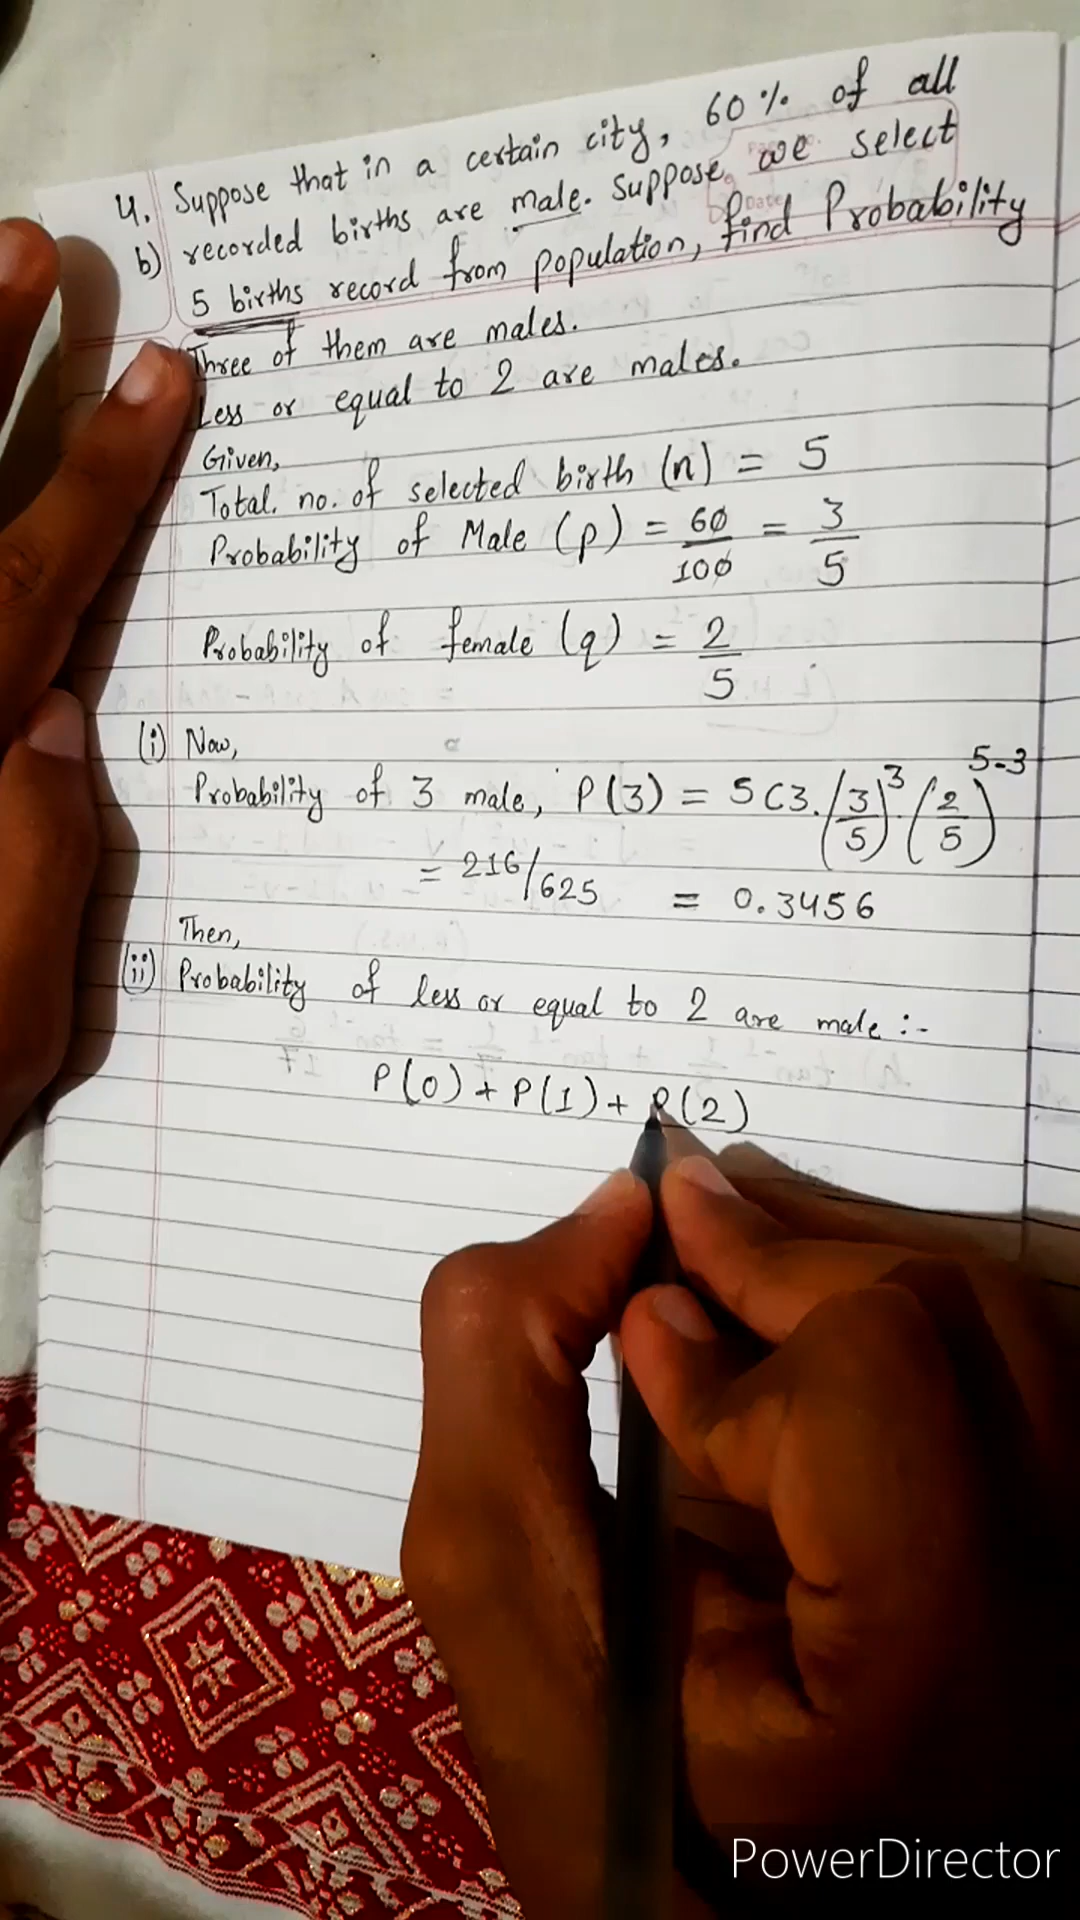 4. Suppose that in a certain city, 60% of all
b) recorded births are male. Suppose we select
5 births record from population, find Probability
Three of them are males.
Less or equal to 2 are males.
Given,
Total. no. of selected birth (n) = 5
Probability of Male (p) = 60/100 = 3/5
Probability of female (q) = 2/5
(i) Now,
Probability of 3 male, P(3) = 5C3.(3/5)^3.(2/5)^5-3
= 216/625 = 0.3456
Then,
(ii) Probability of less or equal to 2 are male :-
P(0) + P(1) + P(2)
PowerDirector